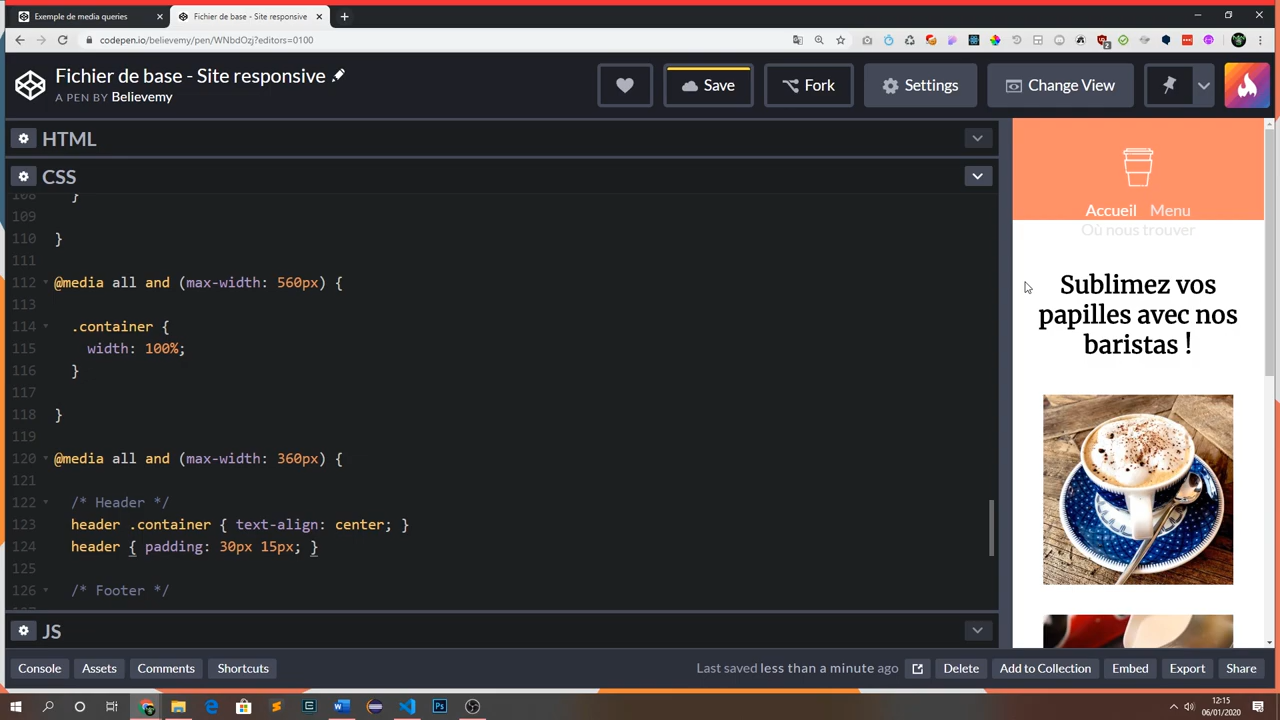 Exemple de media queries
Fichier de base - Site responsive
codepen.io/believemy/pen/WNbdOzj?editors=0100
Fichier de base - Site responsive
A PEN BY Believemy
Save
Fork
Settings
Change View
HTML
CSS
108 }
109
110 }
111
112 @media all and (max-width: 560px) {
113
114 .container {
115 width: 100%;
116 }
117
118 }
119
120 @media all and (max-width: 360px) {
121
122 /* Header */
123 header .container { text-align: center; }
124 header { padding: 30px 15px; }
125
126 /* Footer */
Accueil Menu
Où nous trouver
Sublimez vos
papilles avec nos
baristas !
JS
Console Assets Comments Shortcuts
Last saved less than a minute ago
Delete Add to Collection Embed Export Share
12:15
06/01/2020